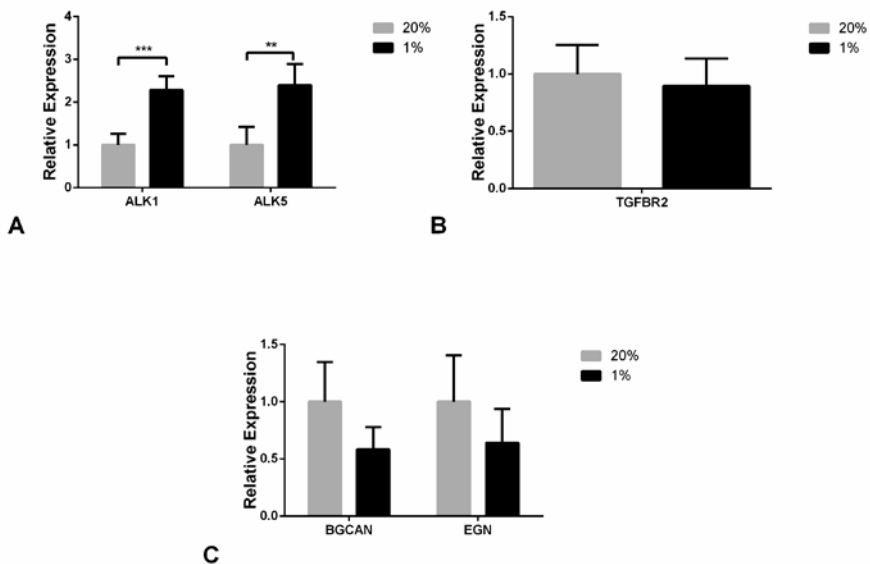 4
3
2
1
0
Relative Expression
***
**
ALK1 ALK5
20%
1%
A
1.5
1.0
0.5
0.0
Relative Expression
TGFBR2
20%
1%
B
1.5
1.0
0.5
0.0
Relative Expression
BGCAN EGN
20%
1%
C